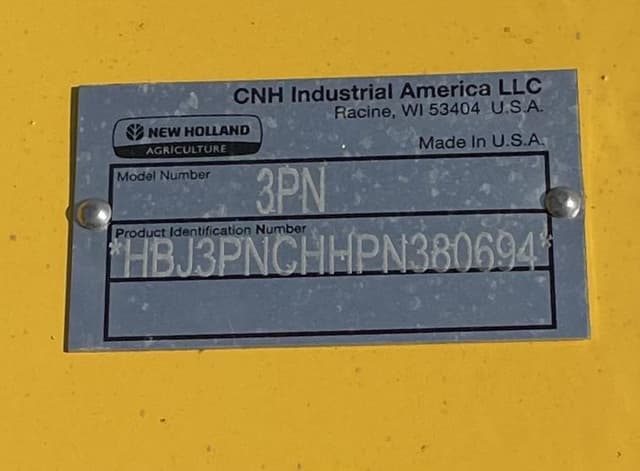 CNH Industrial America LLC
Racine, WI 53404 U.S.A.
NEW HOLLAND
AGRICULTURE
Made In U.S.A.
Model Number
3PN
Product Identification Number
*HBJ3PNCHHPN380694*